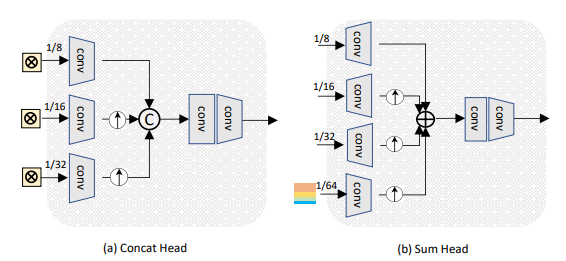 1/8
conv
1/16
conv
1/32
conv
C
conv
conv
(a) Concat Head
1/8
conv
1/16
conv
1/32
conv
1/64
conv
conv
conv
(b) Sum Head